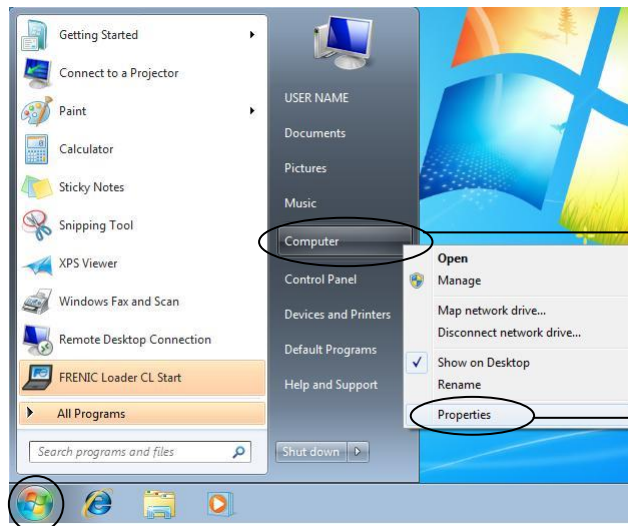 Getting Started
Connect to a Projector
Paint
Calculator
Sticky Notes
Snipping Tool
XPS Viewer
Windows Fax and Scan
Remote Desktop Connection
FRENIC Loader CL Start
All Programs
Search programs and files
USER NAME
Documents
Pictures
Music
Computer
Control Panel
Devices and Printers
Default Programs
Help and Support
Shut down
Open
Manage
Map network drive...
Disconnect network drive...
Show on Desktop
Rename
Properties